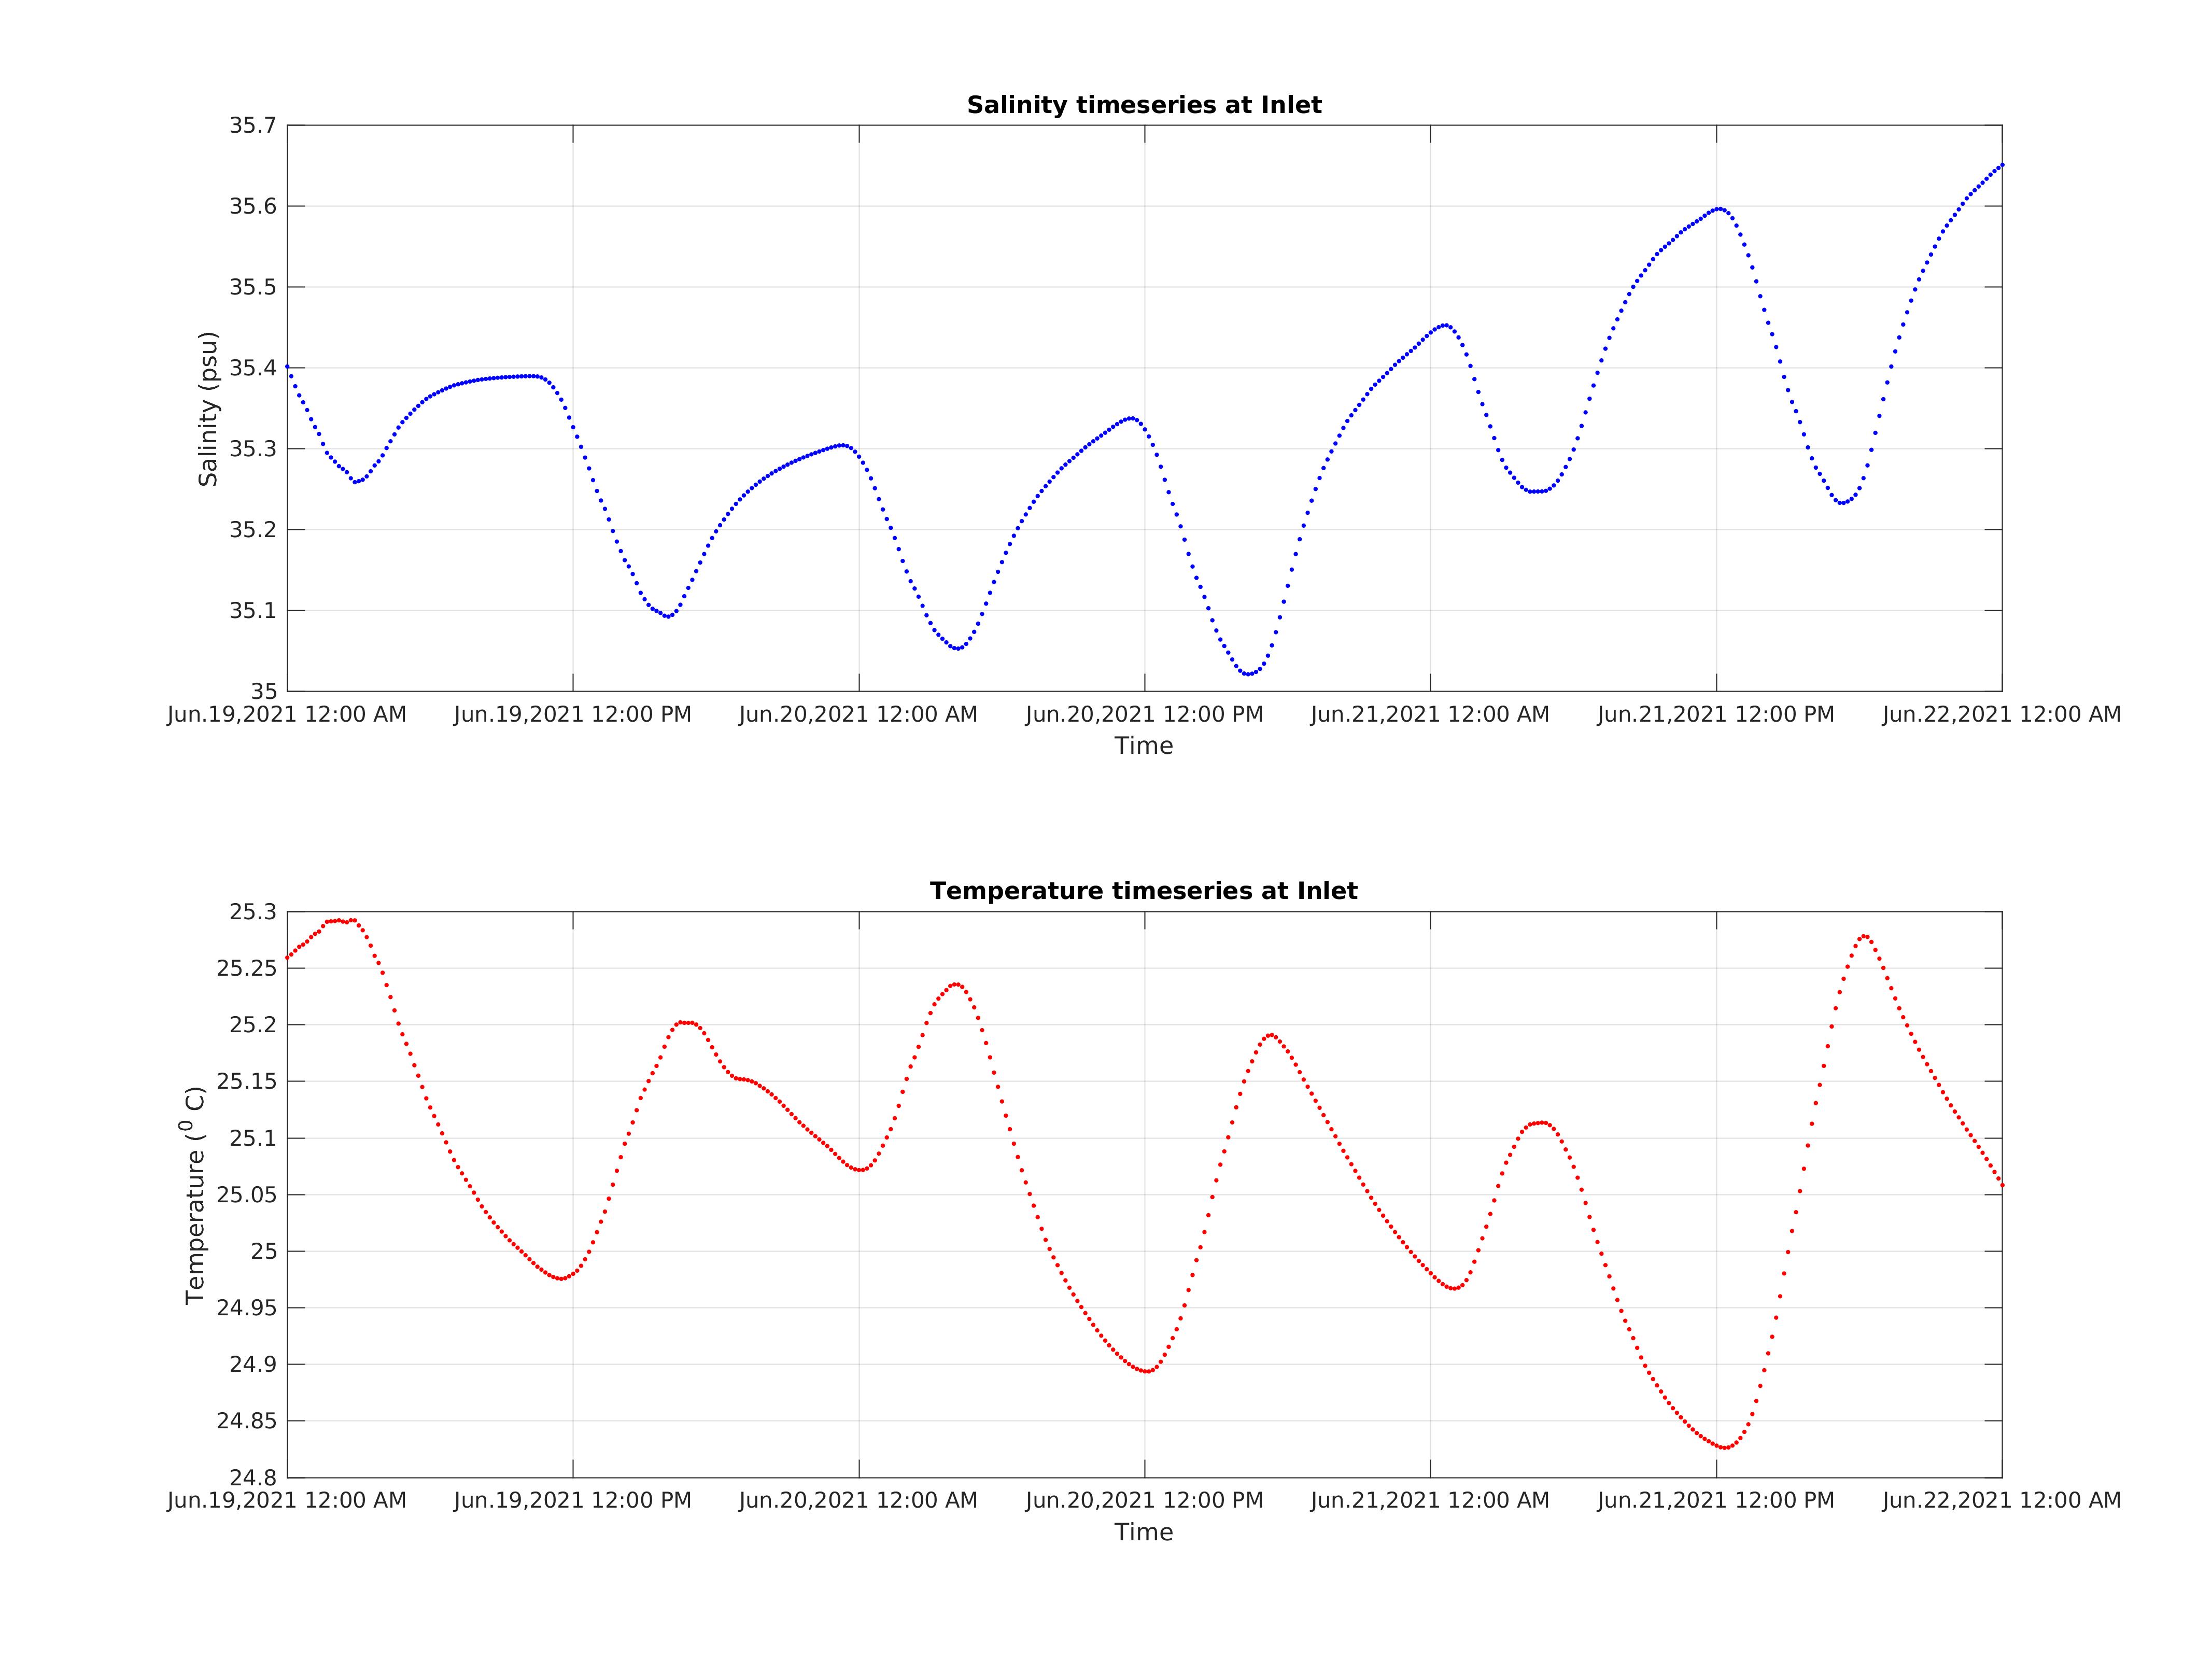 Salinity timeseries at Inlet
35.7
35.6
35.5
35.4
35.3
35.2
35.1
35
Salinity (psu)
Jun.19,2021 12:00 AM Jun.19,2021 12:00 PM Jun.20,2021 12:00 AM Jun.20,2021 12:00 PM Jun.21,2021 12:00 AM Jun.21,2021 12:00 PM Jun.22,2021 12:00 AM
Time
Temperature timeseries at Inlet
25.3
25.25
25.2
25.15
25.1
25.05
25
24.95
24.9
24.85
24.8
Temperature (⁰ C)
Jun.19,2021 12:00 AM Jun.19,2021 12:00 PM Jun.20,2021 12:00 AM Jun.20,2021 12:00 PM Jun.21,2021 12:00 AM Jun.21,2021 12:00 PM Jun.22,2021 12:00 AM
Time